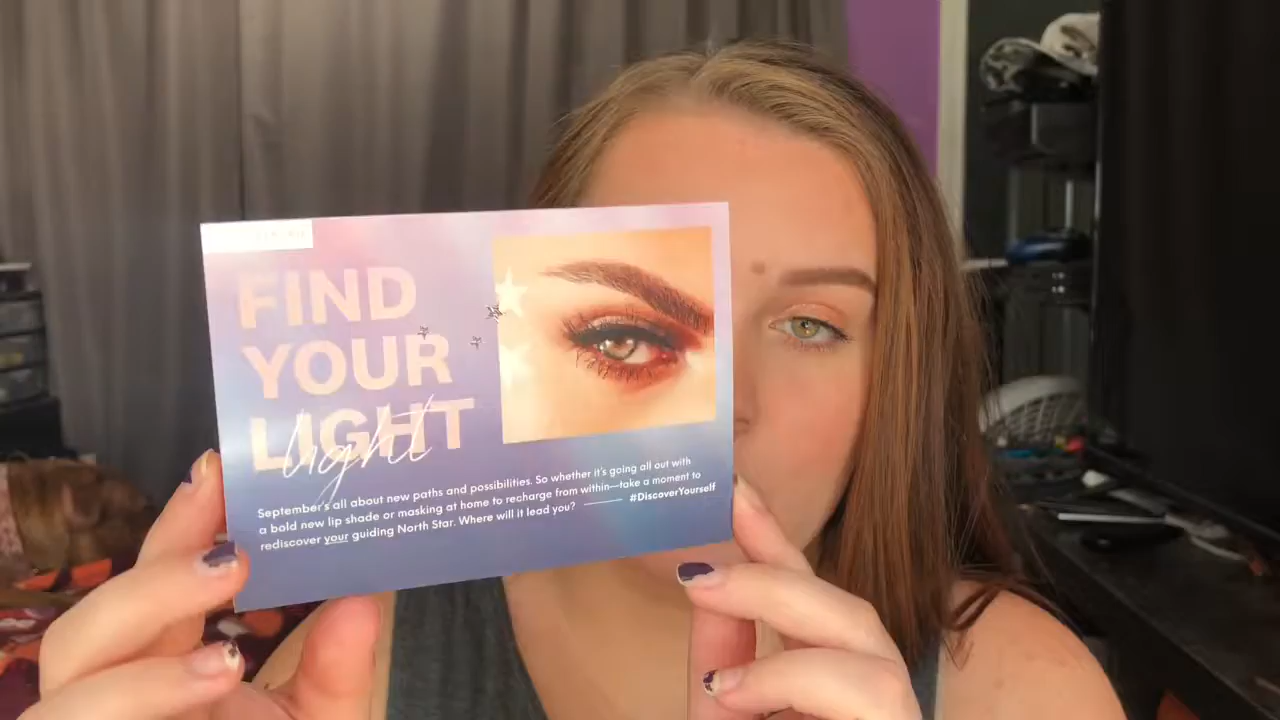 FIND
YOUR
LIGHT
light
September's all about new paths and possibilities. So whether it's going all out with
a bold new lip shade or masking at home to recharge from within—take a moment to
rediscover your guiding North Star. Where will it lead you? —— #DiscoverYourself